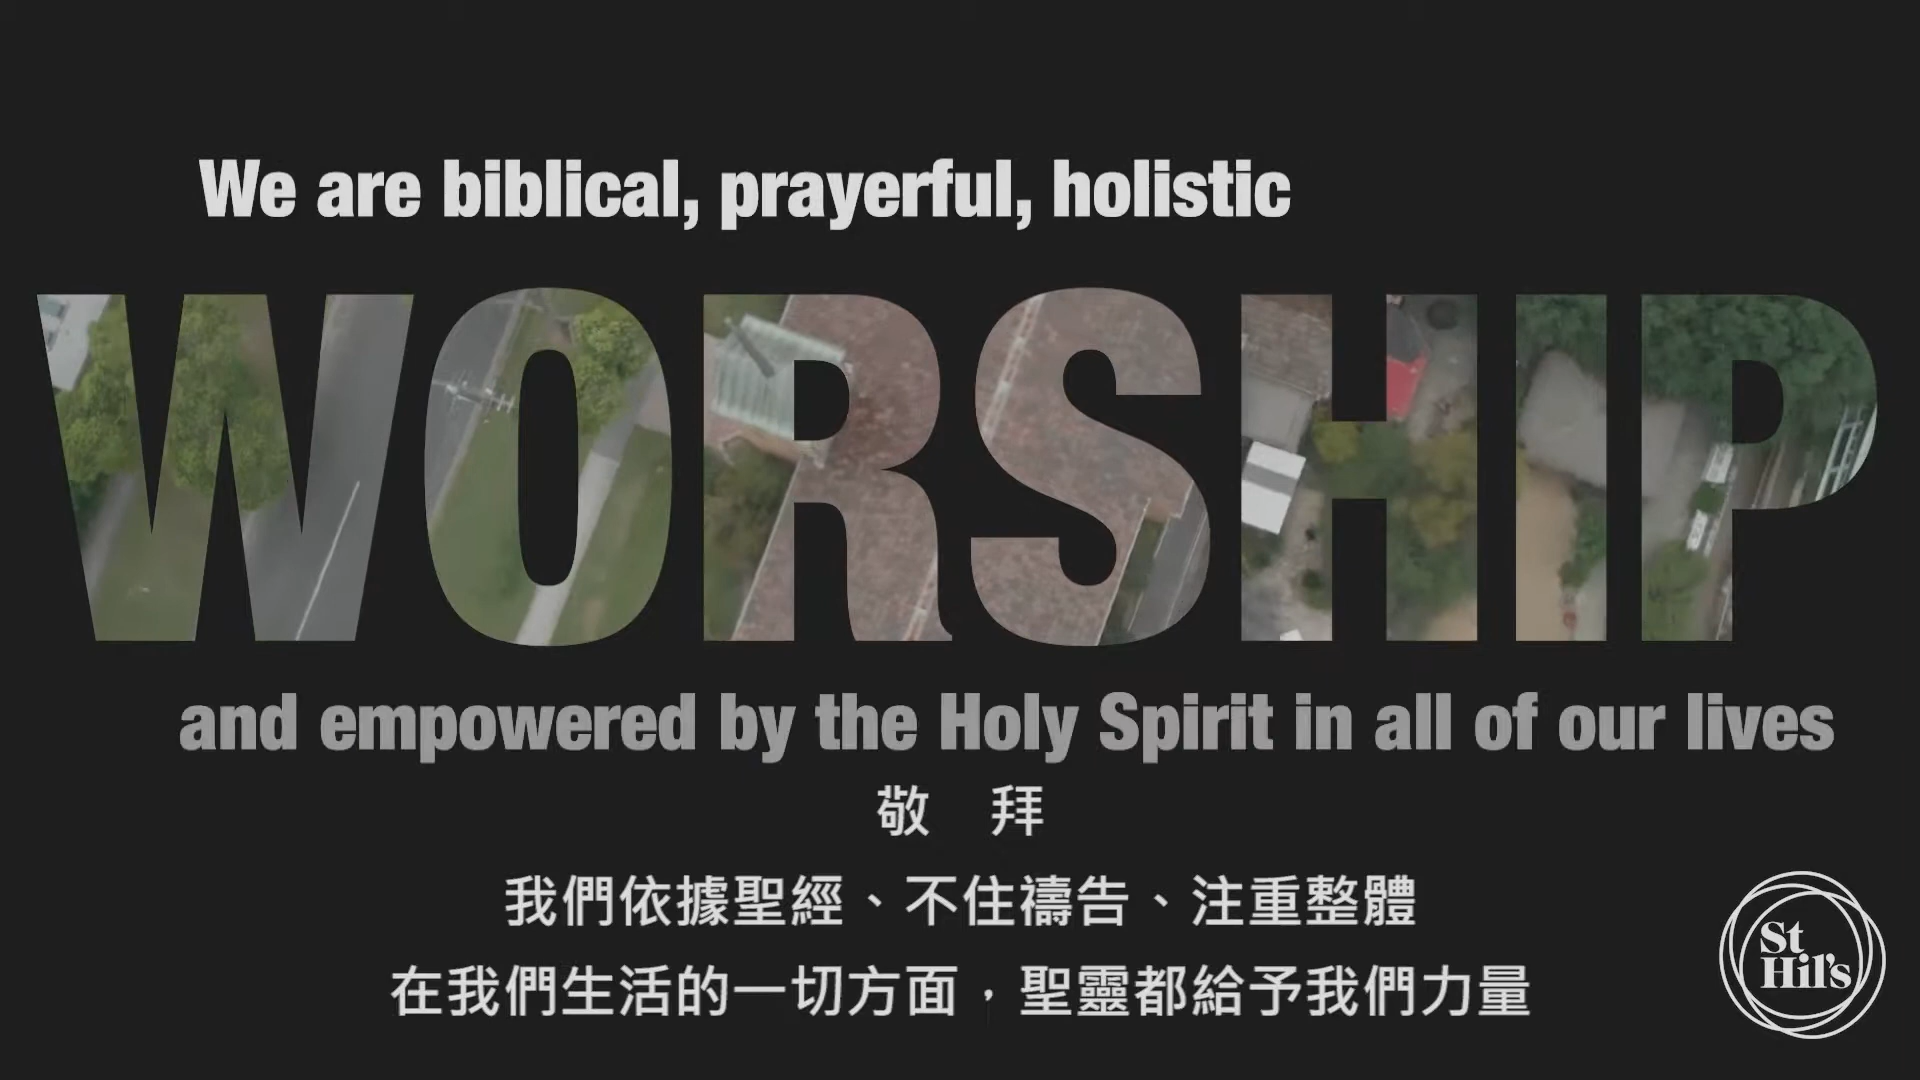 We are biblical, prayerful, holistic
WORSHIP
and empowered by the Holy Spirit in all of our lives
敬 拜
我們依據聖經、不住禱告、注重整體
在我們生活的一切方面，聖靈都給予我們力量
St
Hil's